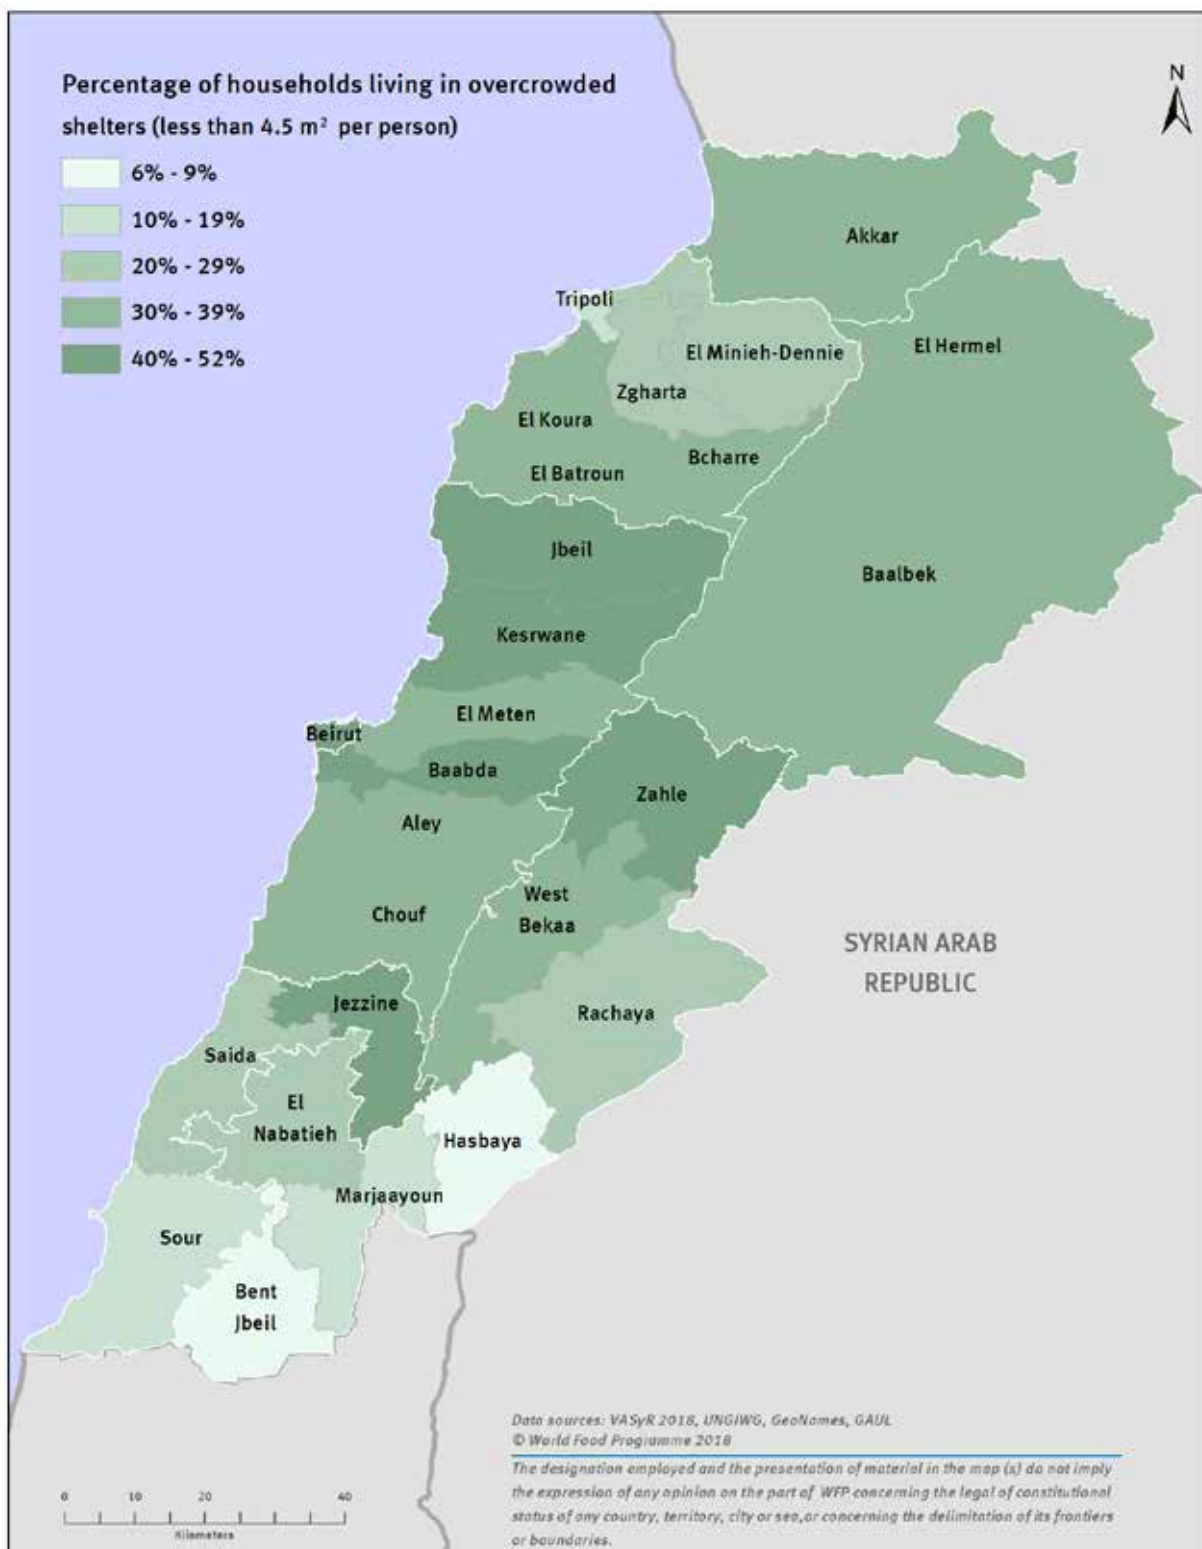 Percentage of households living in overcrowded
shelters (less than 4.5 m² per person)
6% - 9%
10% - 19%
20% - 29%
30% - 39%
40% - 52%
N
Akkar
Tripoli
El Hermel
El Minieh-Dennie
Zgharta
El Koura
Bcharre
El Batroun
Jbeil
Baalbek
Kesrwane
El Meten
Beirut
Baabda
Zahle
Aley
West
Bekaa
Chouf
SYRIAN ARAB
REPUBLIC
Jezzine
Rachaya
Saida
El
Nabatieh
Hasbaya
Marjaayoun
Sour
Bent
Jbeil
Data sources: VASyR 2018, UNGIWG, GeoNames, GAUL
© World Food Programme 2018
The designation employed and the presentation of material in the map (s) do not imply
the expression of any opinion on the part of WFP concerning the legal of constitutional
status of any country, territory, city or sea,or concerning the delimitation of its frontiers
or boundaries.
0 10 20 40
Kilometers